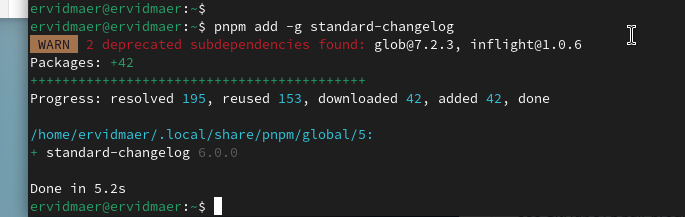 ervidmaer@ervidmaer:~$
ervidmaer@ervidmaer:~$ pnpm add -g standard-changelog
WARN 2 deprecated subdependencies found: glob@7.2.3, inflight@1.0.6
Packages: +42
++++++++++++++++++++++++++++++++++++++++++
Progress: resolved 195, reused 153, downloaded 42, added 42, done
/home/ervidmaer/.local/share/pnpm/global/5:
+ standard-changelog 6.0.0
Done in 5.2s
ervidmaer@ervidmaer:~$